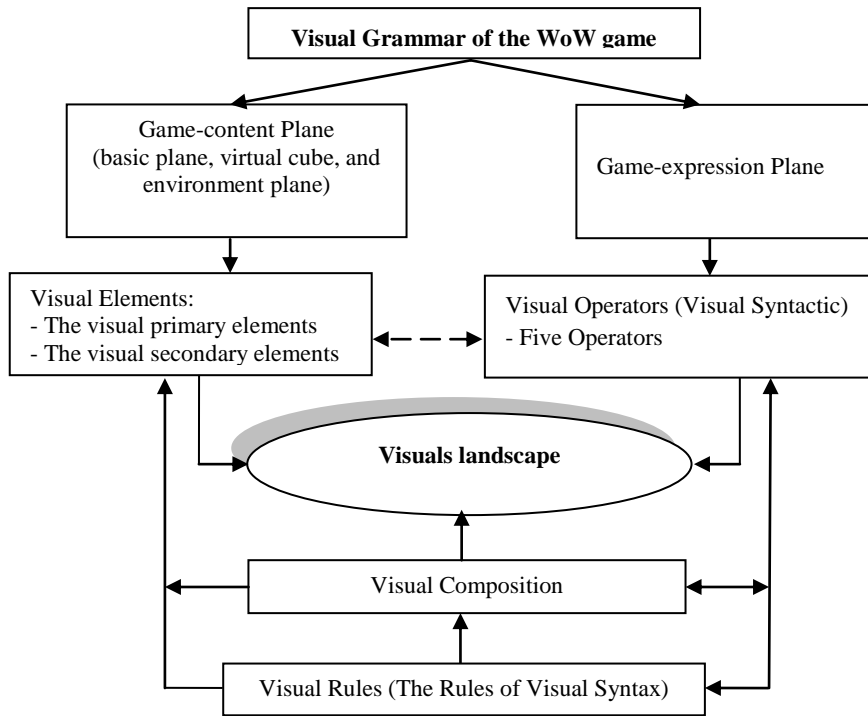 Visual Grammar of the WoW game
Game-content Plane
(basic plane, virtual cube, and
environment plane)
Game-expression Plane
Visual Elements:
- The visual primary elements
- The visual secondary elements
Visual Operators (Visual Syntactic)
- Five Operators
Visuals landscape
Visual Composition
Visual Rules (The Rules of Visual Syntax)